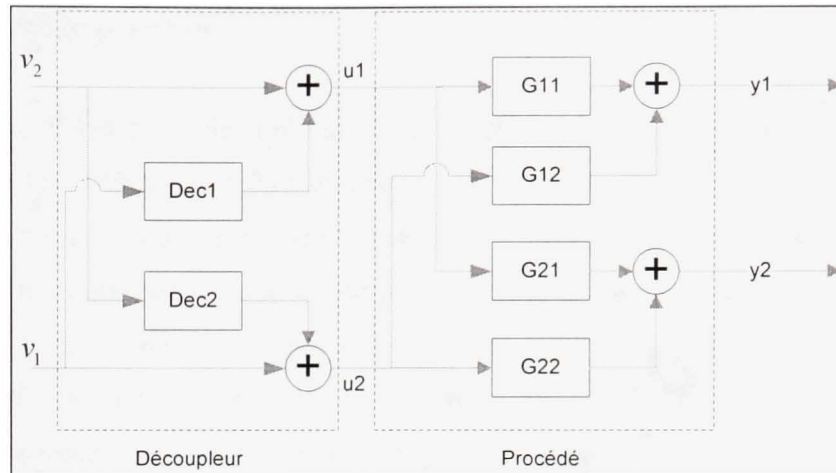 v₂
+
u1
G11
+
y1
Dec1
G12
G21
+
y2
Dec2
v₁
+
u2
G22
Découpleur
Procédé